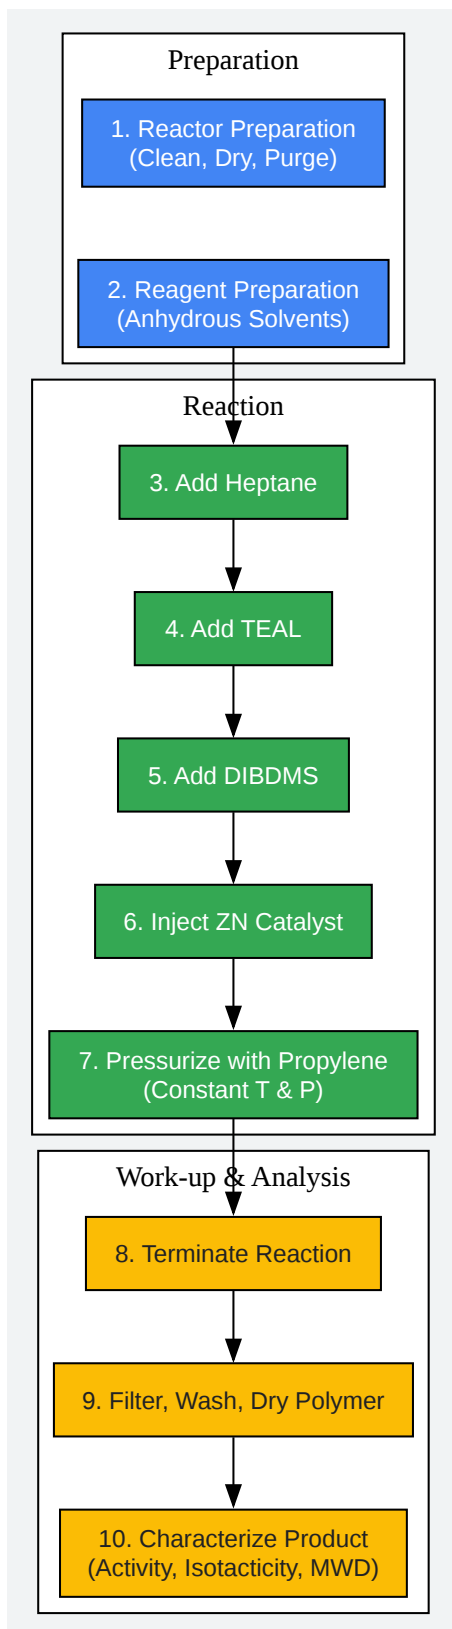 Preparation
1. Reactor Preparation
(Clean, Dry, Purge)
2. Reagent Preparation
(Anhydrous Solvents)
Reaction
3. Add Heptane
4. Add TEAL
5. Add DIBDMS
6. Inject ZN Catalyst
7. Pressurize with Propylene
(Constant T & P)
Work-up & Analysis
8. Terminate Reaction
9. Filter, Wash, Dry Polymer
10. Characterize Product
(Activity, Isotacticity, MWD)